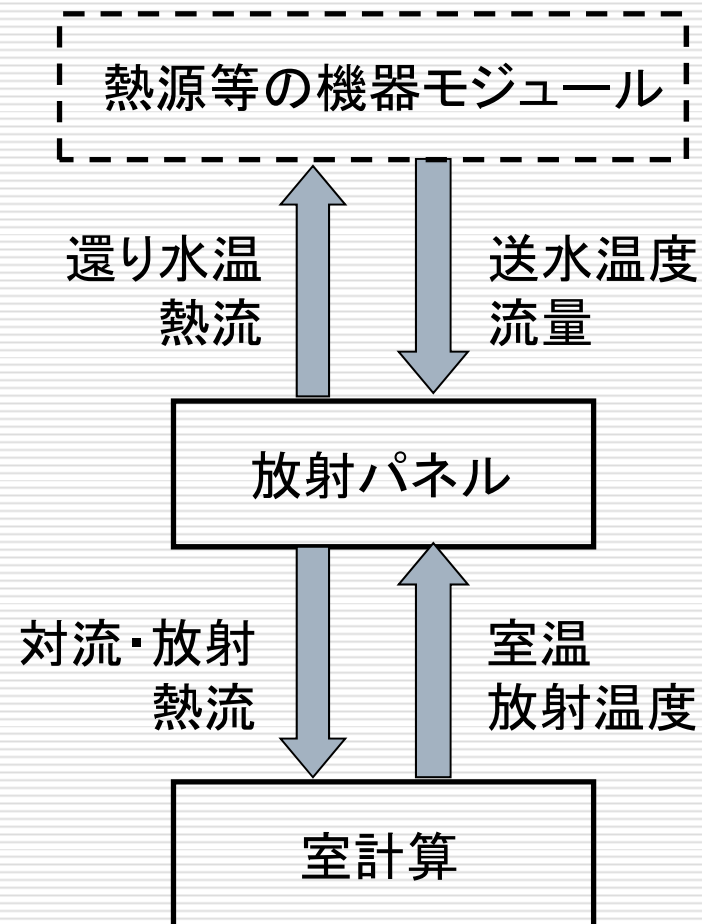 熱源等の機器モジュール
還り水温
熱流
送水温度
流量
放射パネル
対流・放射
熱流
室温
放射温度
室計算